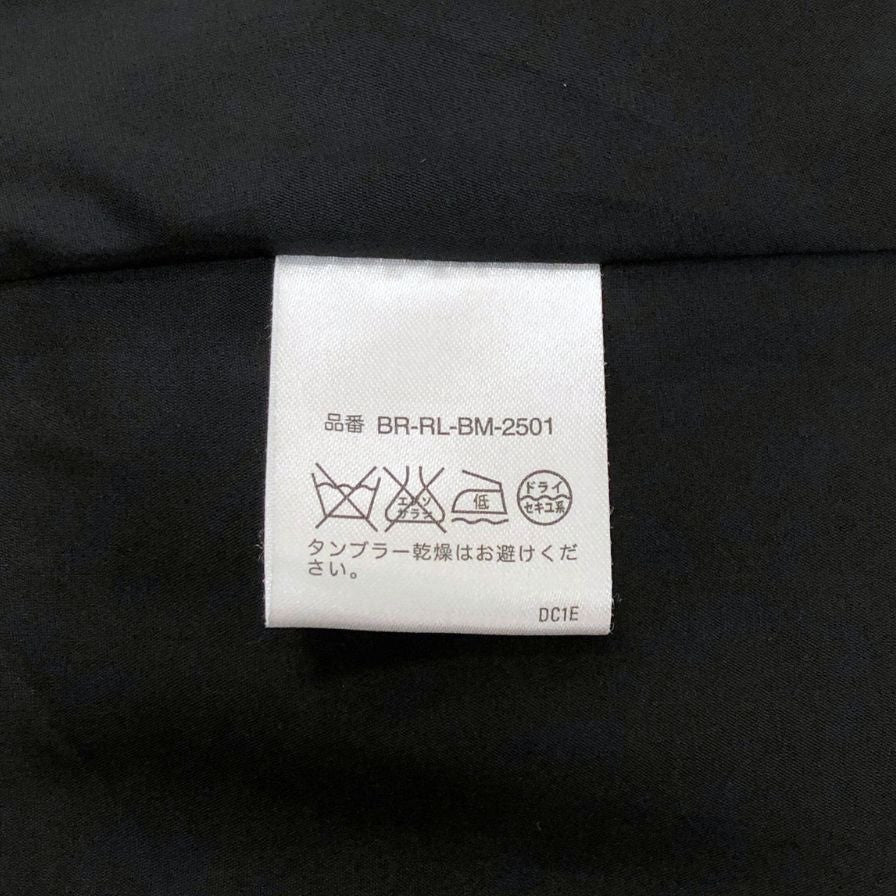 品番 BR-RL-BM-2501
エンソ
サラシ
低
ドライ
セキユ系
タンブラー乾燥はお避けくだ
さい。
DC1E